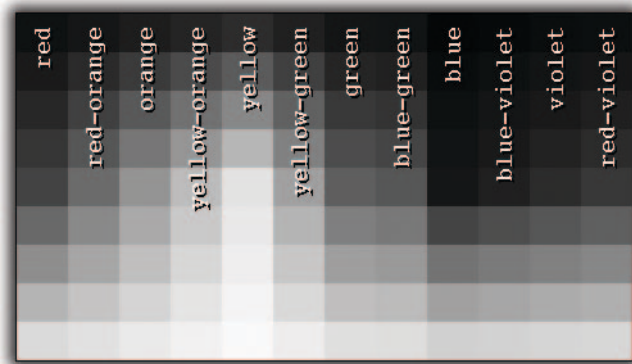 red
red-orange
orange
yellow-orange
yellow
yellow-green
green
blue-green
blue
blue-violet
violet
red-violet